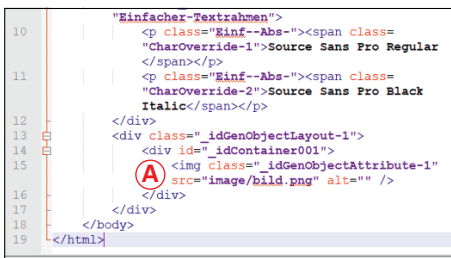 "Einfacher-Textrahmen">
10 <p class="Einf--Abs-"><span class=
"CharOverride-1">Source Sans Pro Regular
</span></p>
11 <p class="Einf--Abs-"><span class=
"CharOverride-2">Source Sans Pro Black
Italic</span></p>
12 </div>
13 <div class="_idGenObjectLayout-1">
14 <div id="_idContainer001">
15 <img class="_idGenObjectAttribute-1"
A src="image/bild.png" alt="" />
16 </div>
17 </div>
18 </body>
19 </html>